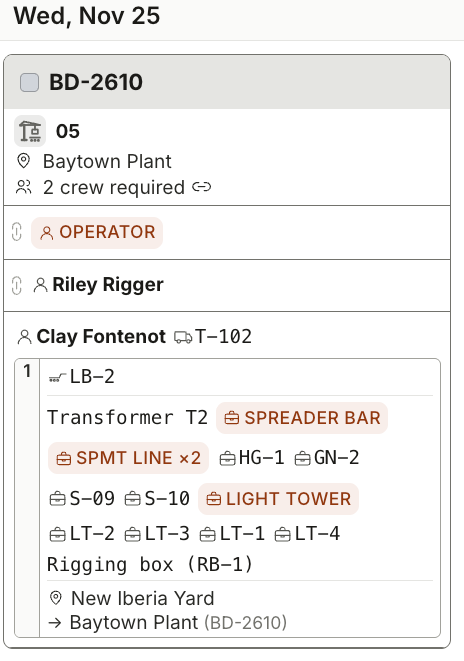 Wed, Nov 25
BD-2610
05
Baytown Plant
2 crew required
OPERATOR
Riley Rigger
Clay Fontenot T-102
1
LB-2
Transformer T2 SPREADER BAR
SPMT LINE ×2 HG-1 GN-2
S-09 S-10 LIGHT TOWER
LT-2 LT-3 LT-1 LT-4
Rigging box (RB-1)
New Iberia Yard
→ Baytown Plant (BD-2610)